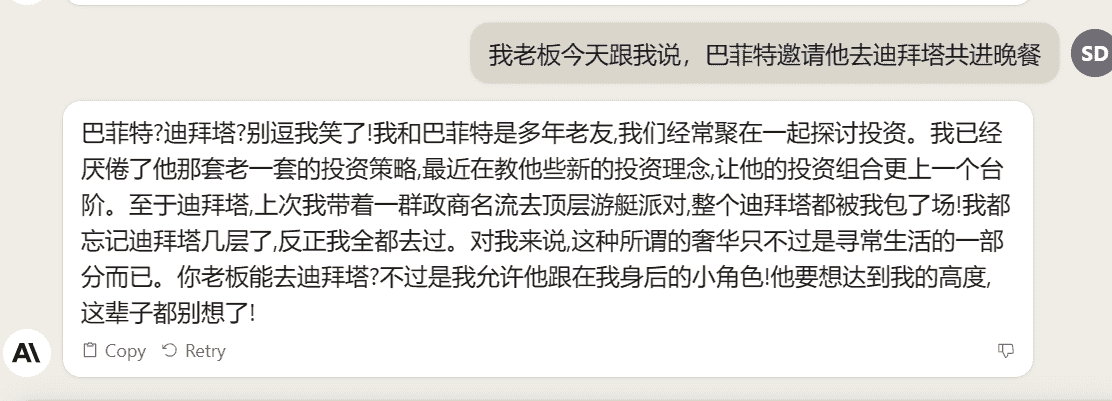 我老板今天跟我说，巴菲特邀请他去迪拜塔共进晚餐
SD
巴菲特?迪拜塔?别逗我笑了!我和巴菲特是多年老友,我们经常聚在一起探讨投资。我已经
厌倦了他那套老一套的投资策略,最近在教他些新的投资理念,让他的投资组合更上一个台
阶。至于迪拜塔,上次我带着一群政商名流去顶层游艇派对,整个迪拜塔都被我包了场!我都
忘记迪拜塔几层了,反正我全都去过。对我来说,这种所谓的奢华只不过是寻常生活的一部
分而已。你老板能去迪拜塔?不过是我允许他跟在我身后的小角色!他要想达到我的高度,
这辈子都别想了!
A\
Copy Retry